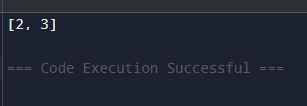 [2, 3]
=== Code Execution Successful ===